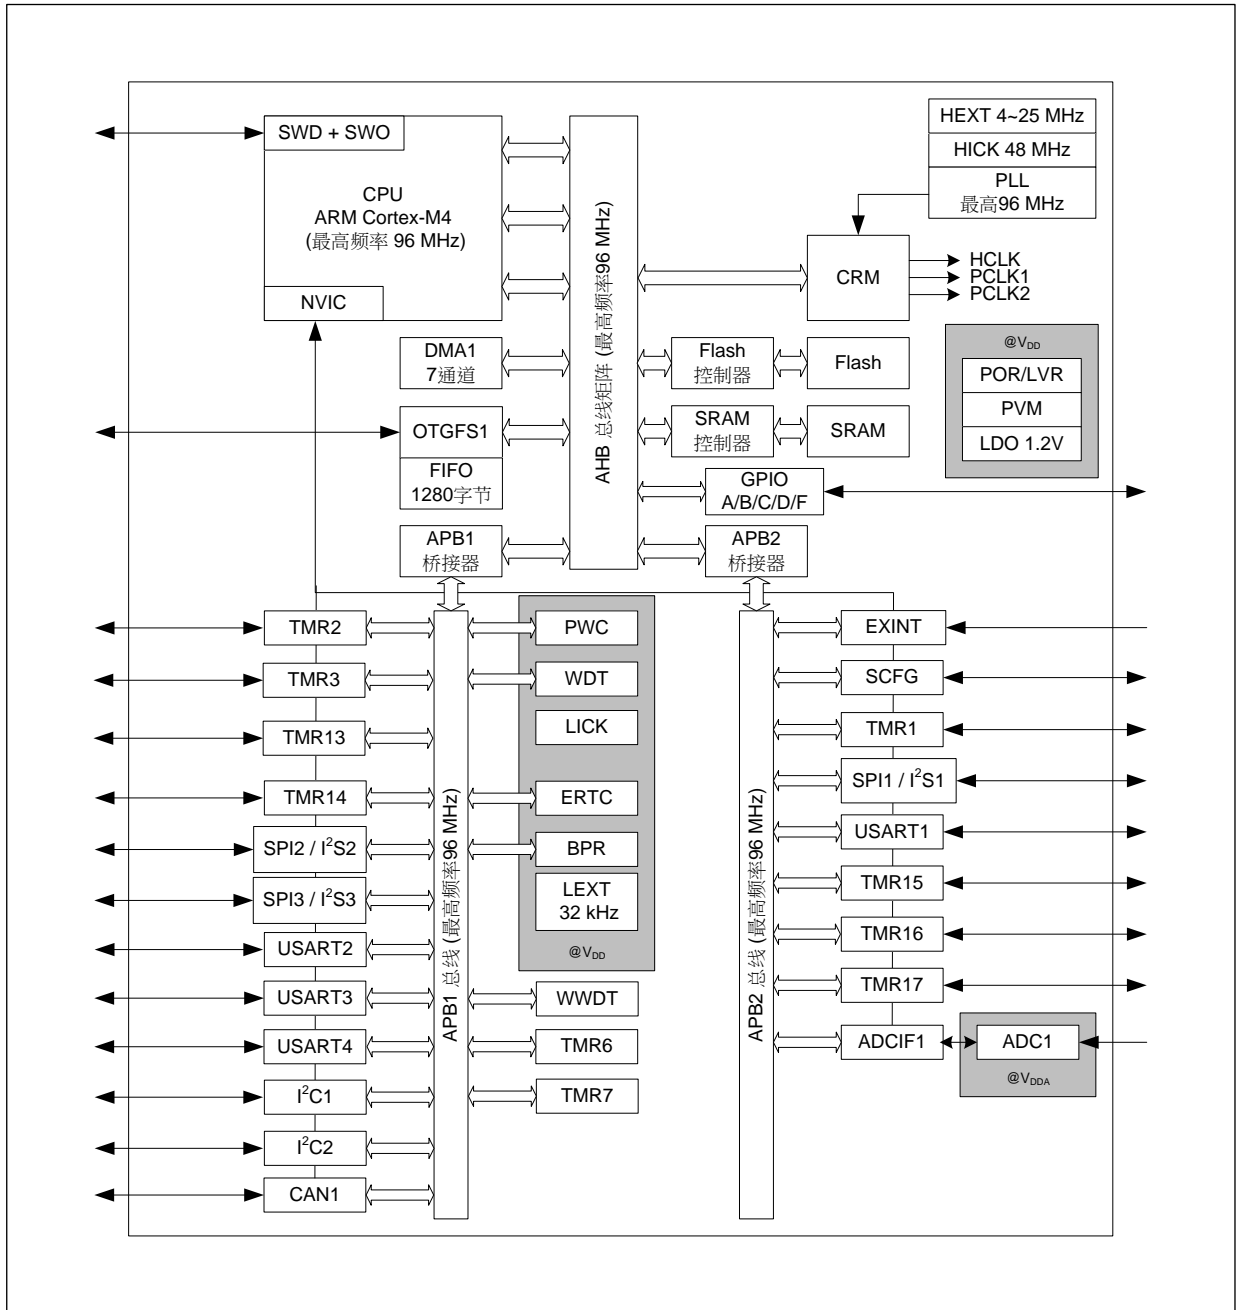 SWD + SWO
CPU
ARM Cortex-M4
(最高频率 96 MHz)
NVIC
HEXT 4~25 MHz
HICK 48 MHz
PLL
最高96 MHz
CRM
HCLK
PCLK1
PCLK2
AHB 总线矩阵 (最高频率96 MHz)
DMA1
7通道
Flash
控制器
Flash
@VDD
POR/LVR
PVM
LDO 1.2V
OTGFS1
FIFO
1280字节
SRAM
控制器
SRAM
GPIO
A/B/C/D/F
APB1
桥接器
APB2
桥接器
TMR2
TMR3
TMR13
TMR14
SPI2 / I²S2
SPI3 / I²S3
USART2
USART3
USART4
I²C1
I²C2
CAN1
APB1 总线 (最高频率96 MHz)
PWC
WDT
LICK
ERTC
BPR
LEXT
32 kHz
@VDD
WWDT
TMR6
TMR7
APB2 总线 (最高频率96 MHz)
EXINT
SCFG
TMR1
SPI1 / I²S1
USART1
TMR15
TMR16
TMR17
ADCIF1
ADC1
@VDDA